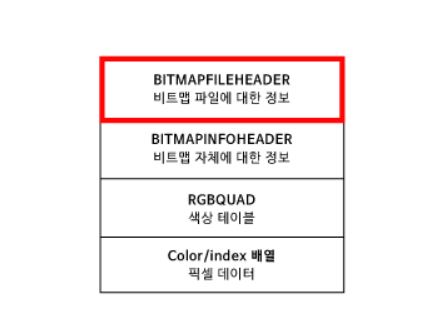 BITMAPFILEHEADER
비트맵 파일에 대한 정보
BITMAPINFOHEADER
비트맵 자체에 대한 정보
RGBQUAD
색상 테이블
Color/index 배열
픽셀 데이터